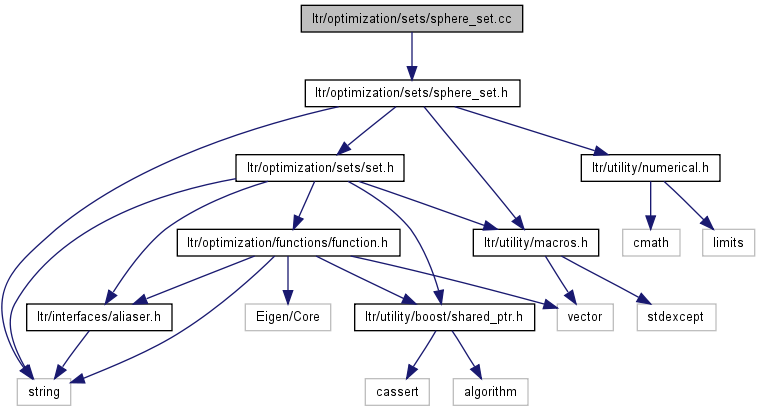 ltr/optimization/sets/sphere_set.cc
ltr/optimization/sets/sphere_set.h
ltr/optimization/sets/set.h
ltr/utility/numerical.h
ltr/optimization/functions/function.h
ltr/utility/macros.h
cmath
limits
ltr/interfaces/aliaser.h
Eigen/Core
ltr/utility/boost/shared_ptr.h
vector
stdexcept
string
cassert
algorithm